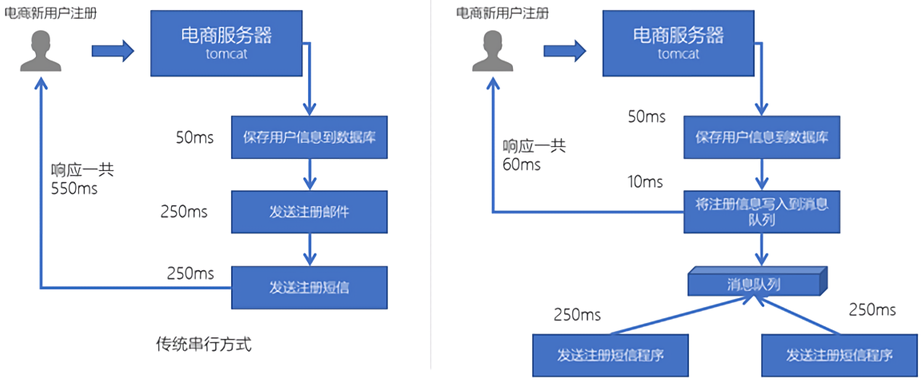 电商新用户注册
电商服务器
tomcat
50ms
保存用户信息到数据库
响应一共
550ms
250ms
发送注册邮件
250ms
发送注册短信
传统串行方式
电商新用户注册
电商服务器
tomcat
50ms
保存用户信息到数据库
响应一共
60ms
10ms
将注册信息写入到消息
队列
消息队列
250ms
250ms
发送注册短信程序
发送注册短信程序